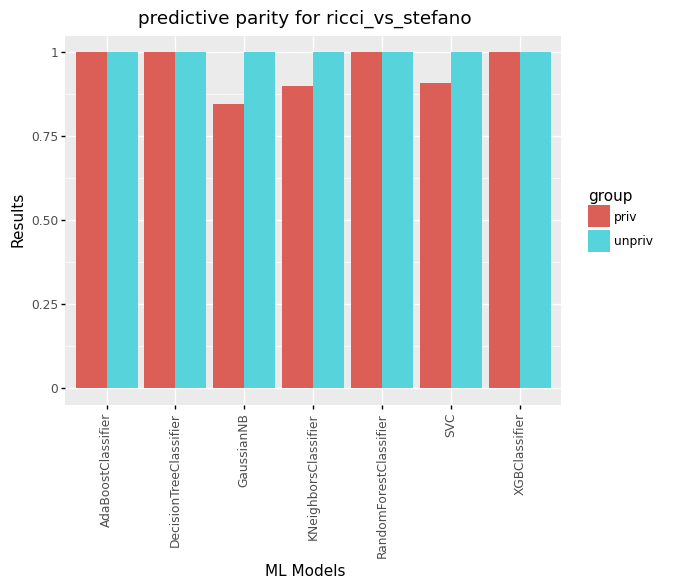 predictive parity for ricci_vs_stefano
Results
1
0.75
0.50
0.25
0
AdaBoostClassifier
DecisionTreeClassifier
GaussianNB
KNeighborsClassifier
RandomForestClassifier
SVC
XGBClassifier
ML Models
group
priv
unpriv